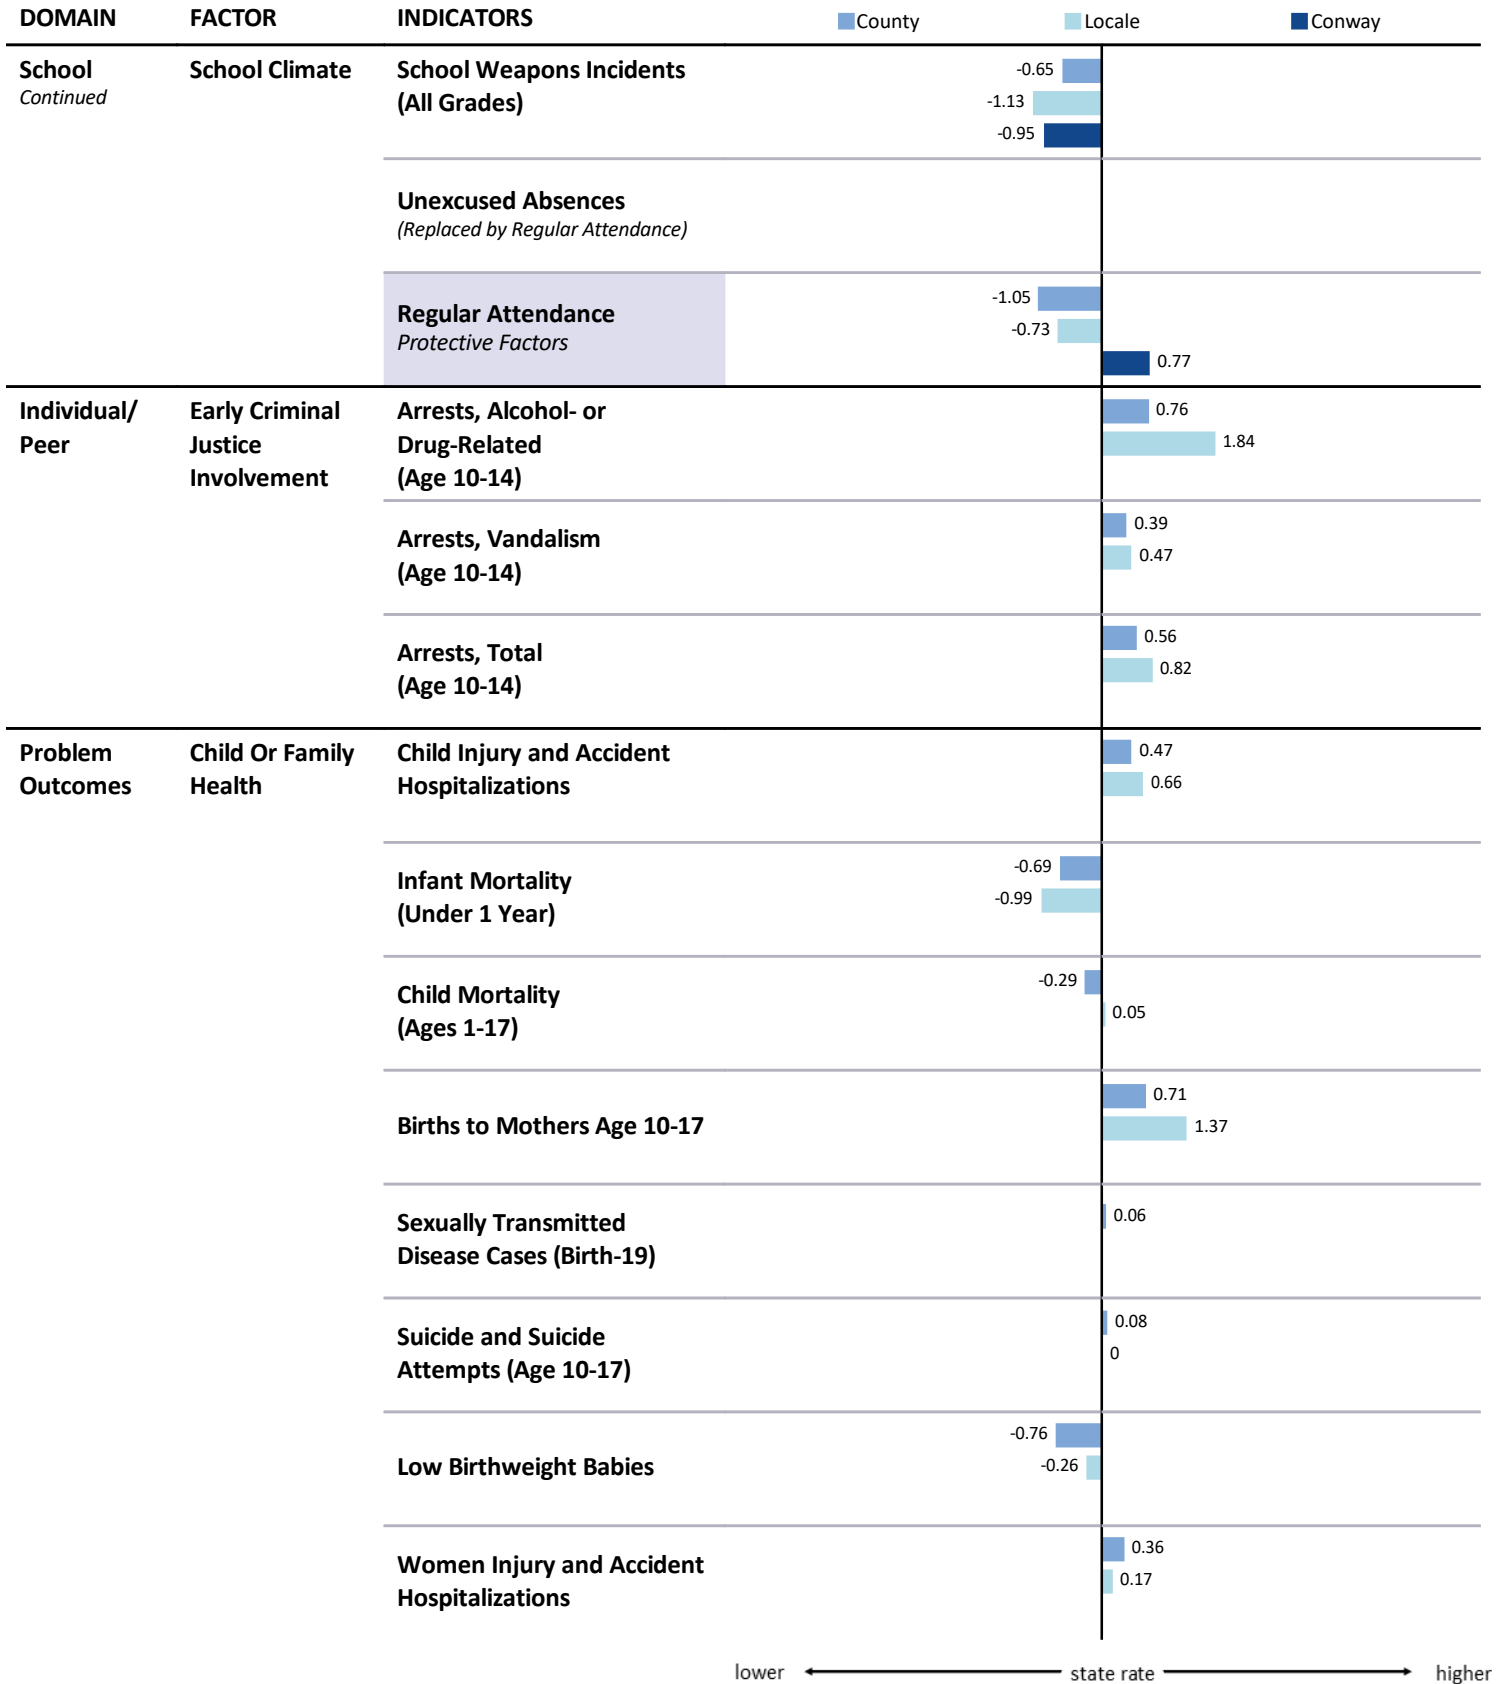 DOMAIN FACTOR INDICATORS County Locale Conway
School School Climate School Weapons Incidents -0.65
Continued (All Grades) -1.13
-0.95
Unexcused Absences
(Replaced by Regular Attendance)
-1.05
Regular Attendance -0.73
Protective Factors 0.77
Individual/ Early Criminal Arrests, Alcohol- or 0.76
Peer Justice Drug-Related 1.84
Involvement (Age 10-14)
0.39
Arrests, Vandalism 0.47
(Age 10-14)
0.56
Arrests, Total 0.82
(Age 10-14)
Problem Child Or Family Child Injury and Accident 0.47
Outcomes Health Hospitalizations 0.66
-0.69
Infant Mortality -0.99
(Under 1 Year)
-0.29
Child Mortality 0.05
(Ages 1-17)
0.71
Births to Mothers Age 10-17 1.37
Sexually Transmitted 0.06
Disease Cases (Birth-19)
0.08
Suicide and Suicide 0
Attempts (Age 10-17)
-0.76
Low Birthweight Babies -0.26
0.36
Women Injury and Accident 0.17
Hospitalizations
lower state rate higher